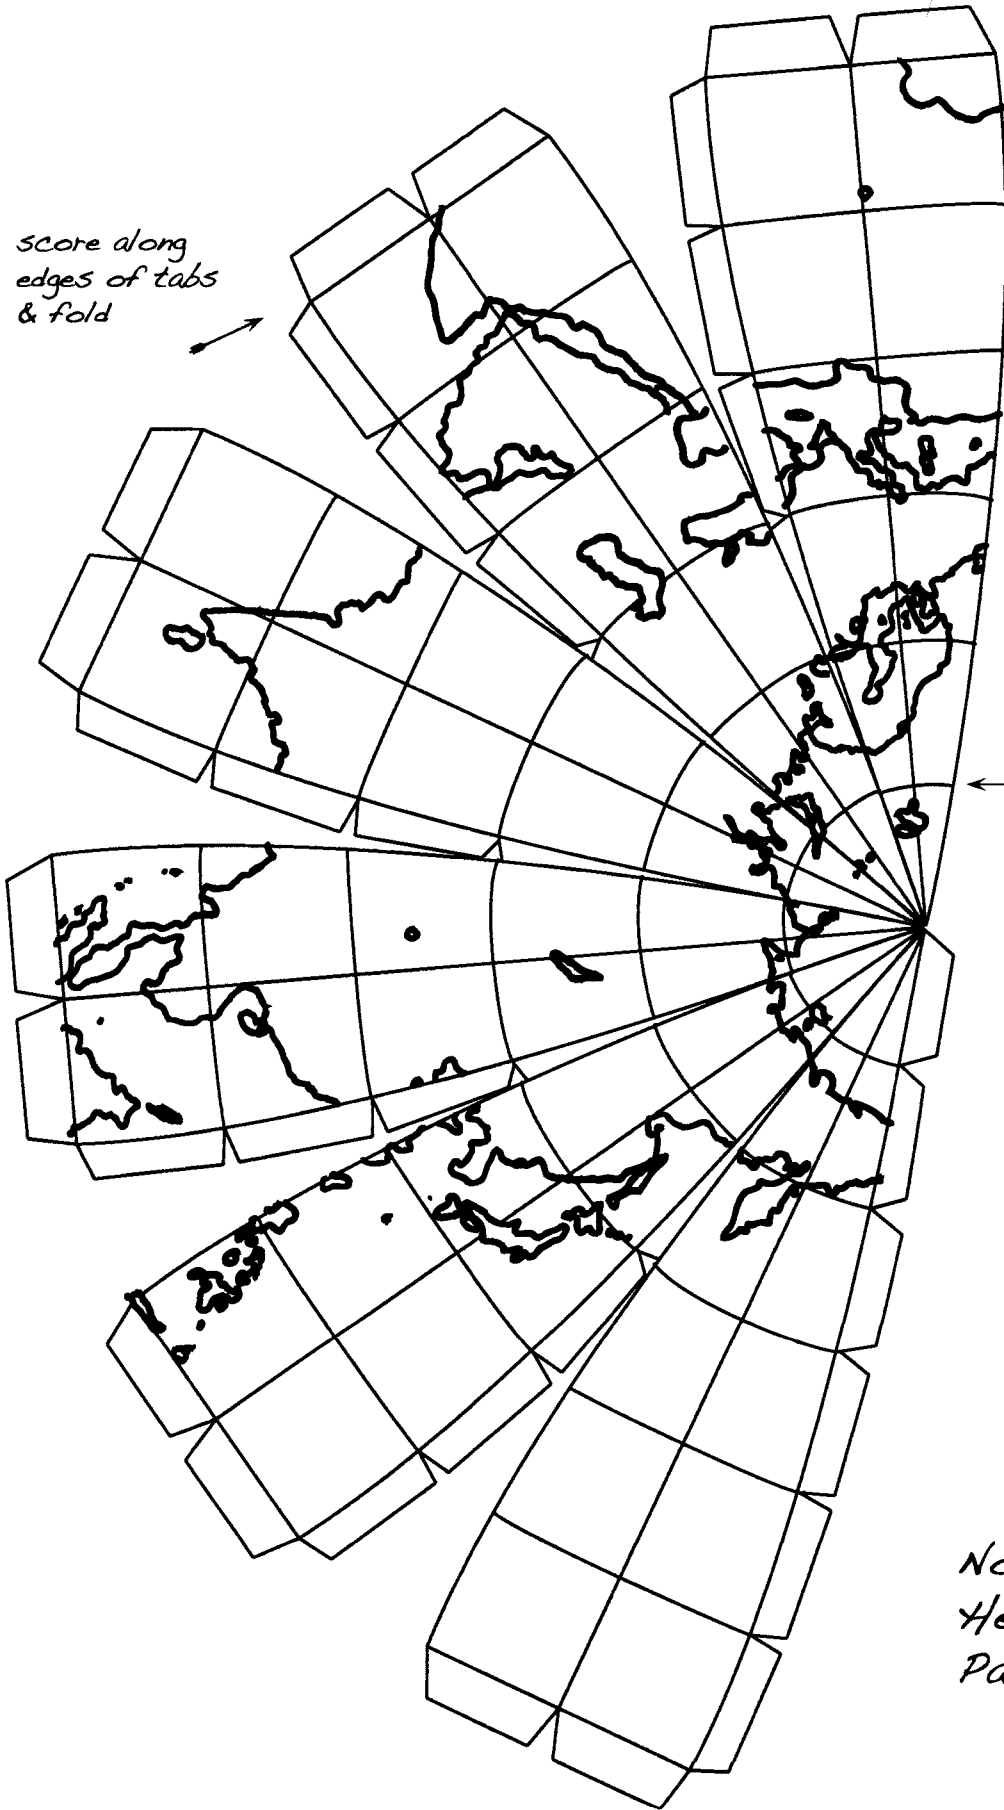 score along
edges of tabs
& fold